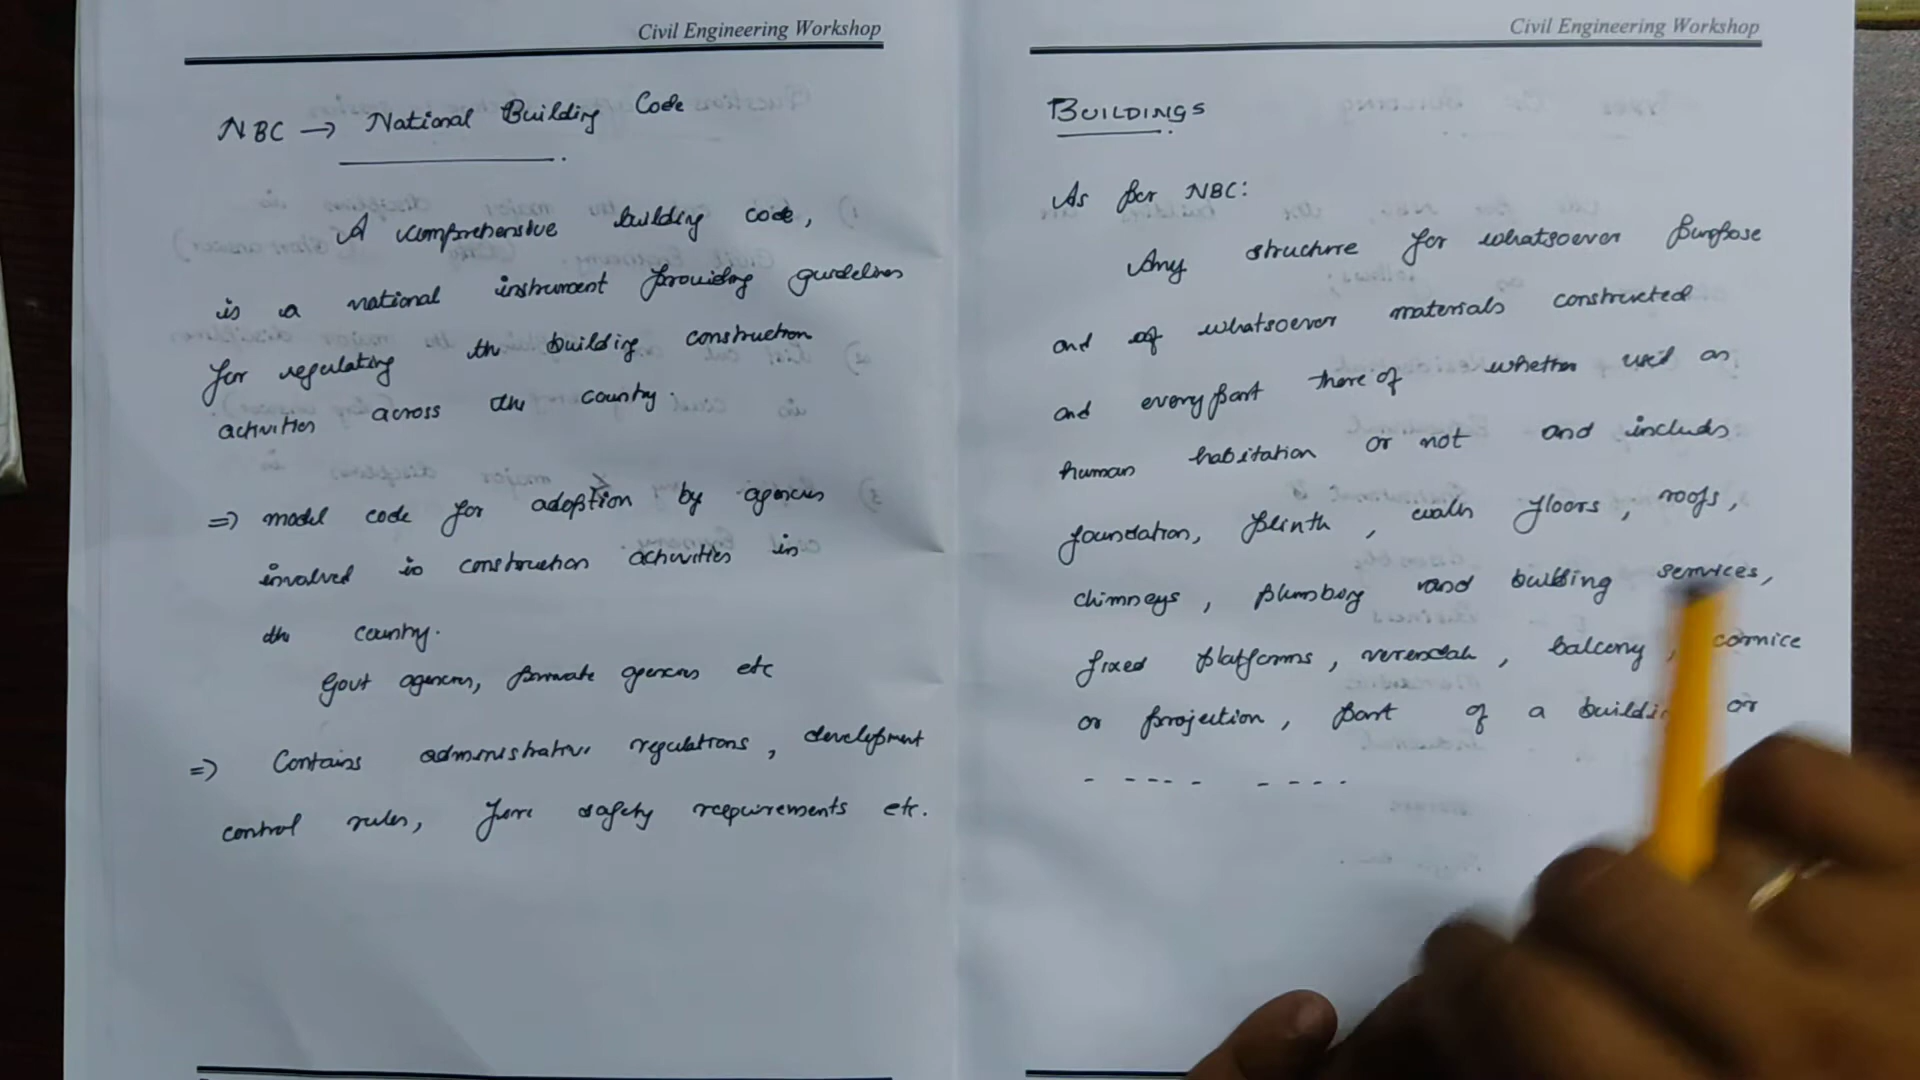 Civil Engineering Workshop
NBC → National Building Code
A comprehensive building code,
is a national instrument providing guidelines
for regulating the building construction
activities across the country.
=> model code for adoption by agencies
involved in construction activities in
the country.
Govt agencies, private agencies etc
=> Contains administrative regulations, development
control rules, fire safety requirements etc.
Civil Engineering Workshop
BUILDINGS
As per NBC:
Any structure for whatsoever purpose
and of whatsoever materials constructed
and every part there of whether used as
human habitation or not and includes
foundation, plinth, walls floors, roofs,
chimneys, plumbing and building services,
fixed platforms, verendah, balcony, cornice
or projection, part of a or
- - - - - - - - -